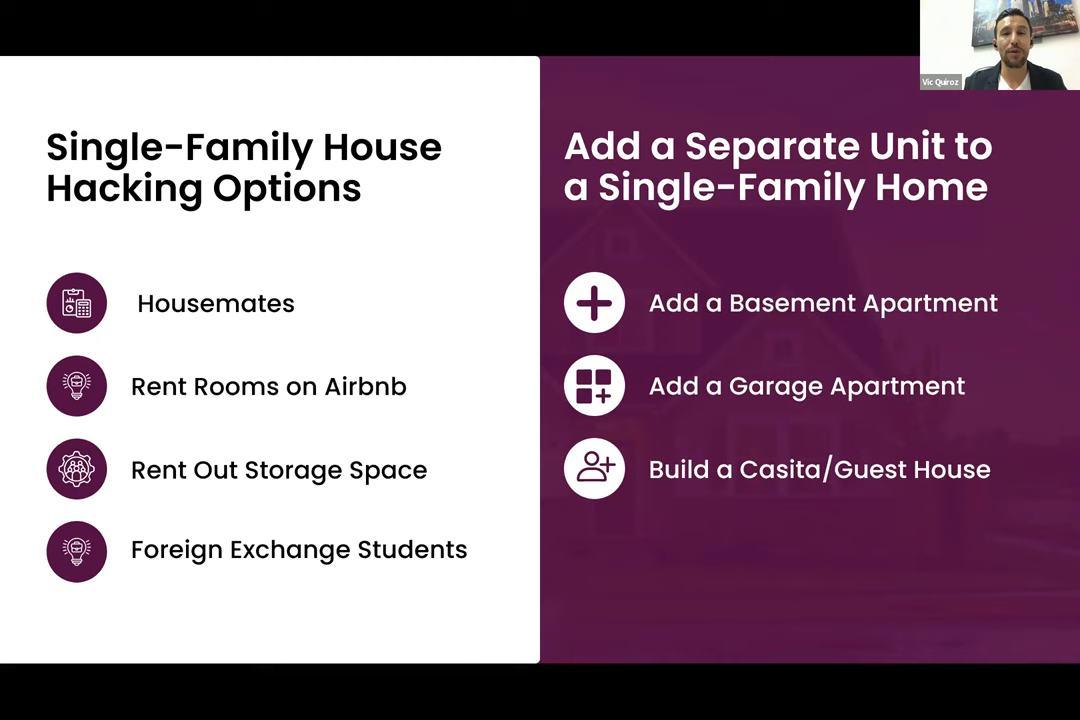 Vic Quiroz
Single-Family House
Hacking Options
Housemates
Rent Rooms on Airbnb
Rent Out Storage Space
Foreign Exchange Students
Add a Separate Unit to
a Single-Family Home
Add a Basement Apartment
Add a Garage Apartment
Build a Casita/Guest House